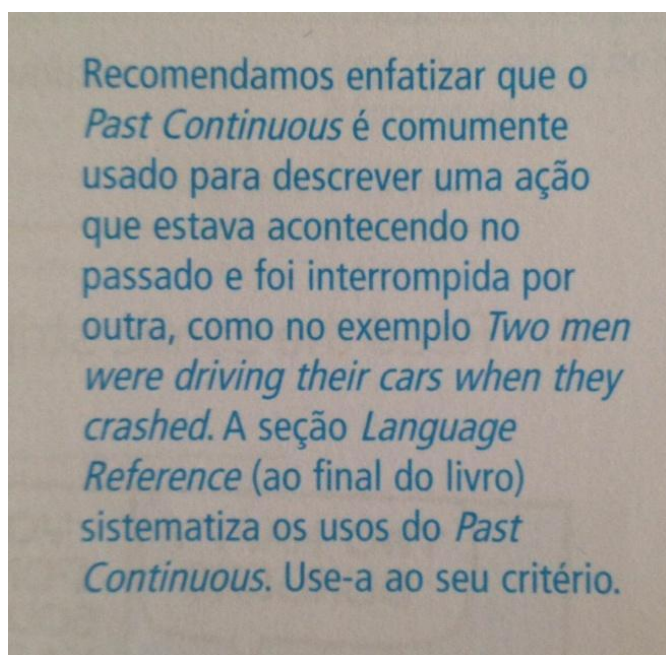 Recomendamos enfatizar que o
Past Continuous é comumente
usado para descrever uma ação
que estava acontecendo no
passado e foi interrompida por
outra, como no exemplo Two men
were driving their cars when they
crashed. A seção Language
Reference (ao final do livro)
sistematiza os usos do Past
Continuous. Use-a ao seu critério.